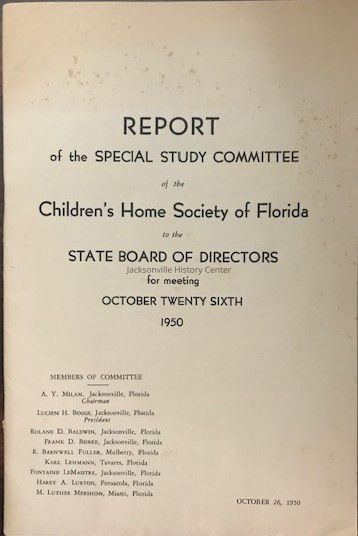 REPORT
of the SPECIAL STUDY COMMITTEE
of the
Children's Home Society of Florida
to the
STATE BOARD OF DIRECTORS
Jacksonville History Center
for meeting
OCTOBER TWENTY SIXTH
1950
MEMBERS OF COMMITTEE
A. Y. MILAM, Jacksonville, Florida
Chairman
LUCIEN H. BOGGS, Jacksonville, Florida
President
ROLAND D. BALDWIN, Jacksonville, Florida
FRANK D. BISBEE, Jacksonville, Florida
R. BARNWELL FULLER, Mulberry, Florida
KARL LEHMANN, Tavares, Florida
FONTAINE LEMAISTRE, Jacksonville, Florida
HARRY A. LURTON, Pensacola, Florida
M. LUTHER MERSHON, Miami, Florida
OCTOBER 26, 1950